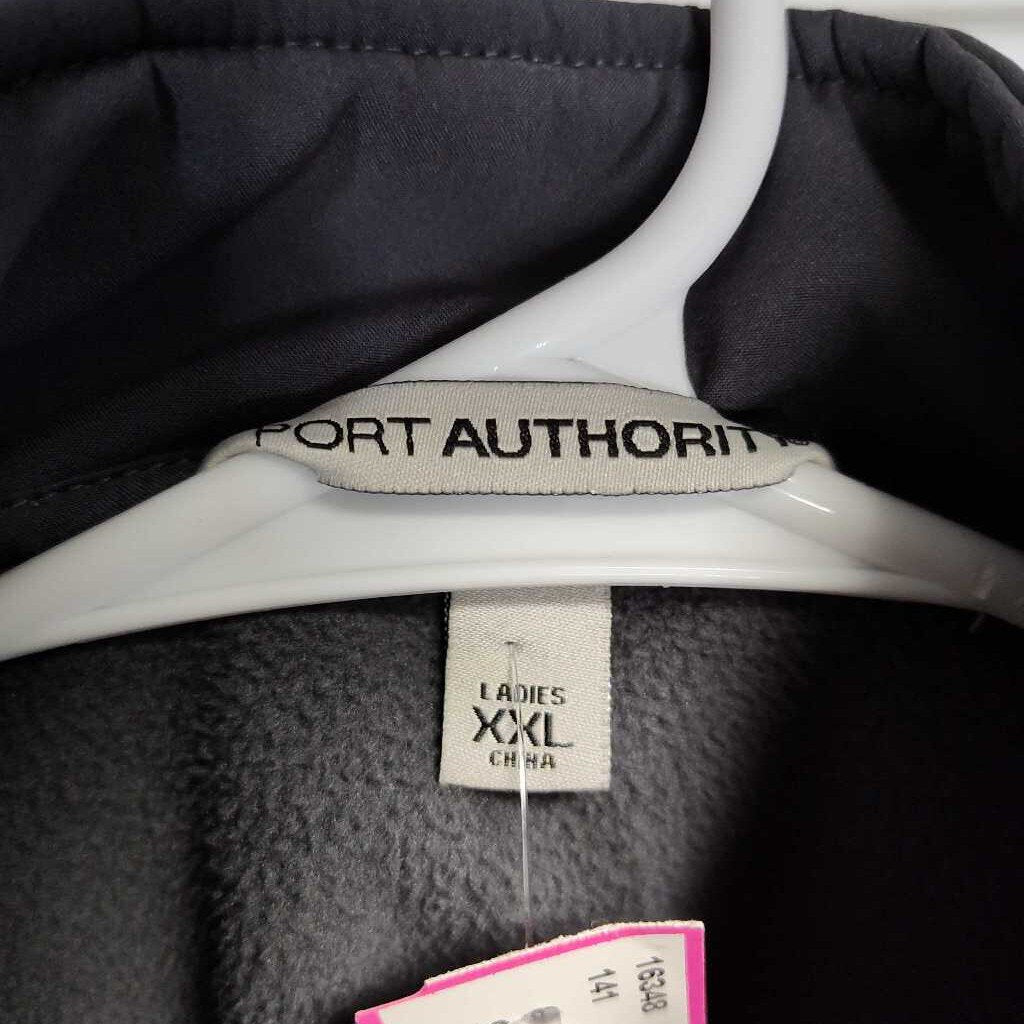 PORT AUTHORITY
LADIES
XXL
CHINA
16348
141